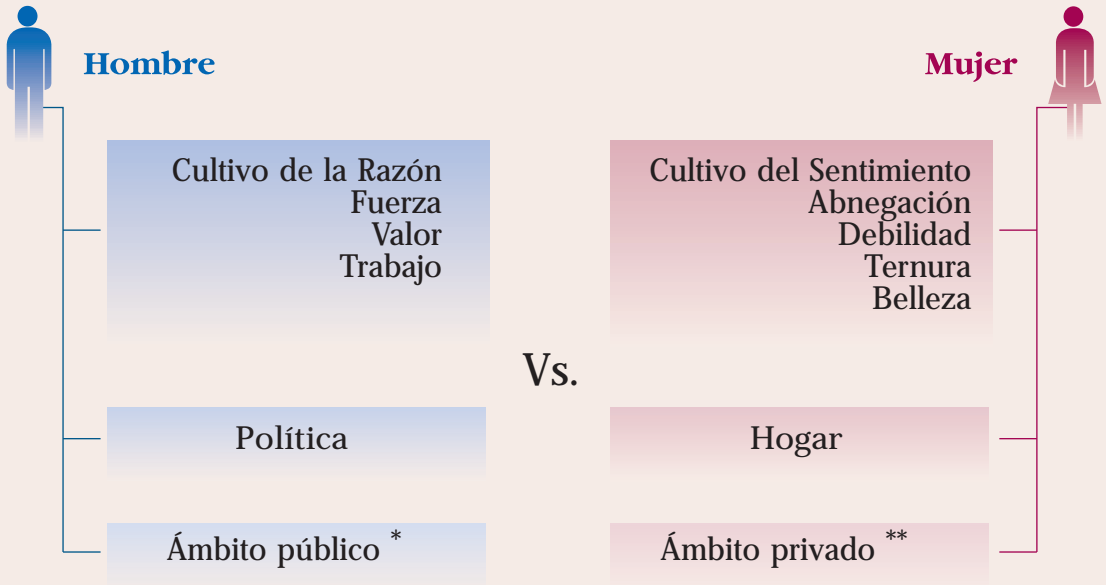 Hombre
Mujer
Cultivo de la Razón
Fuerza
Valor
Trabajo
Cultivo del Sentimiento
Abnegación
Debilidad
Ternura
Belleza
Vs.
Política
Hogar
Ámbito público *
Ámbito privado **